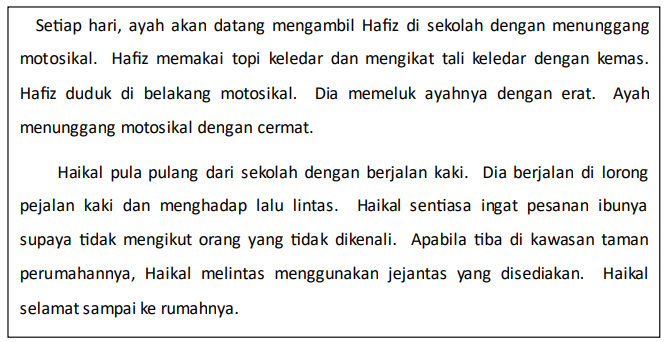 Setiap hari, ayah akan datang mengambil Hafiz di sekolah dengan menunggang
motosikal. Hafiz memakai topi keledar dan mengikat tali keledar dengan kemas.
Hafiz duduk di belakang motosikal. Dia memeluk ayahnya dengan erat. Ayah
menunggang motosikal dengan cermat.
Haikal pula pulang dari sekolah dengan berjalan kaki. Dia berjalan di lorong
pejalan kaki dan menghadap lalu lintas. Haikal sentiasa ingat pesanan ibunya
supaya tidak mengikut orang yang tidak dikenali. Apabila tiba di kawasan taman
perumahannya, Haikal melintas menggunakan jejantas yang disediakan. Haikal
selamat sampai ke rumahnya.